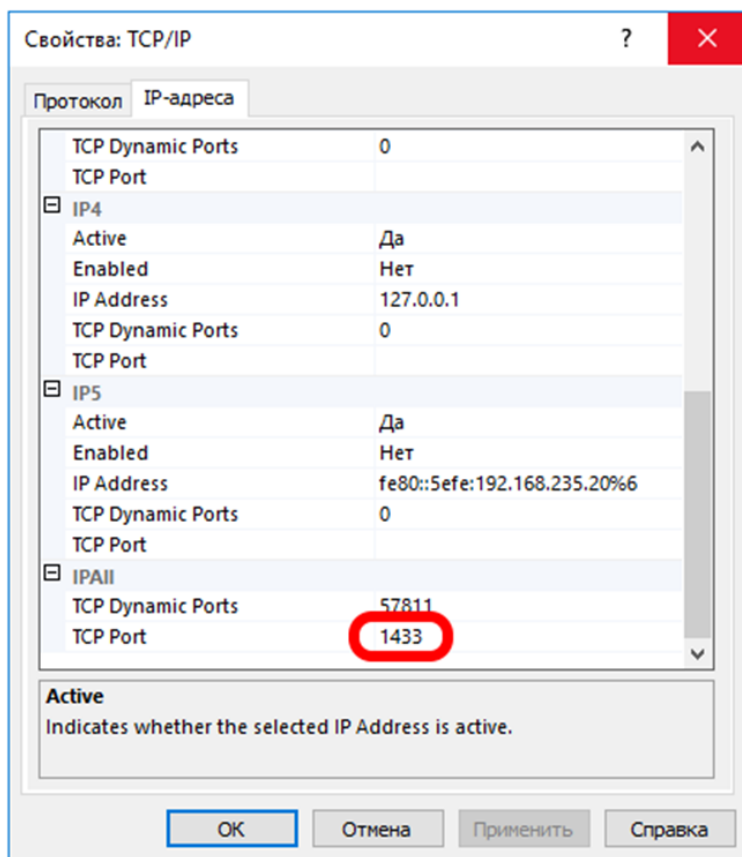 Свойства: TCP/IP ?
Протокол IP-адреса
TCP Dynamic Ports 0
TCP Port
IP4
Active Да
Enabled Нет
IP Address 127.0.0.1
TCP Dynamic Ports 0
TCP Port
IP5
Active Да
Enabled Нет
IP Address fe80::5efe:192.168.235.20%6
TCP Dynamic Ports 0
TCP Port
IPAll
TCP Dynamic Ports 57811
TCP Port 1433
Active
Indicates whether the selected IP Address is active.
ОК Отмена Применить Справка